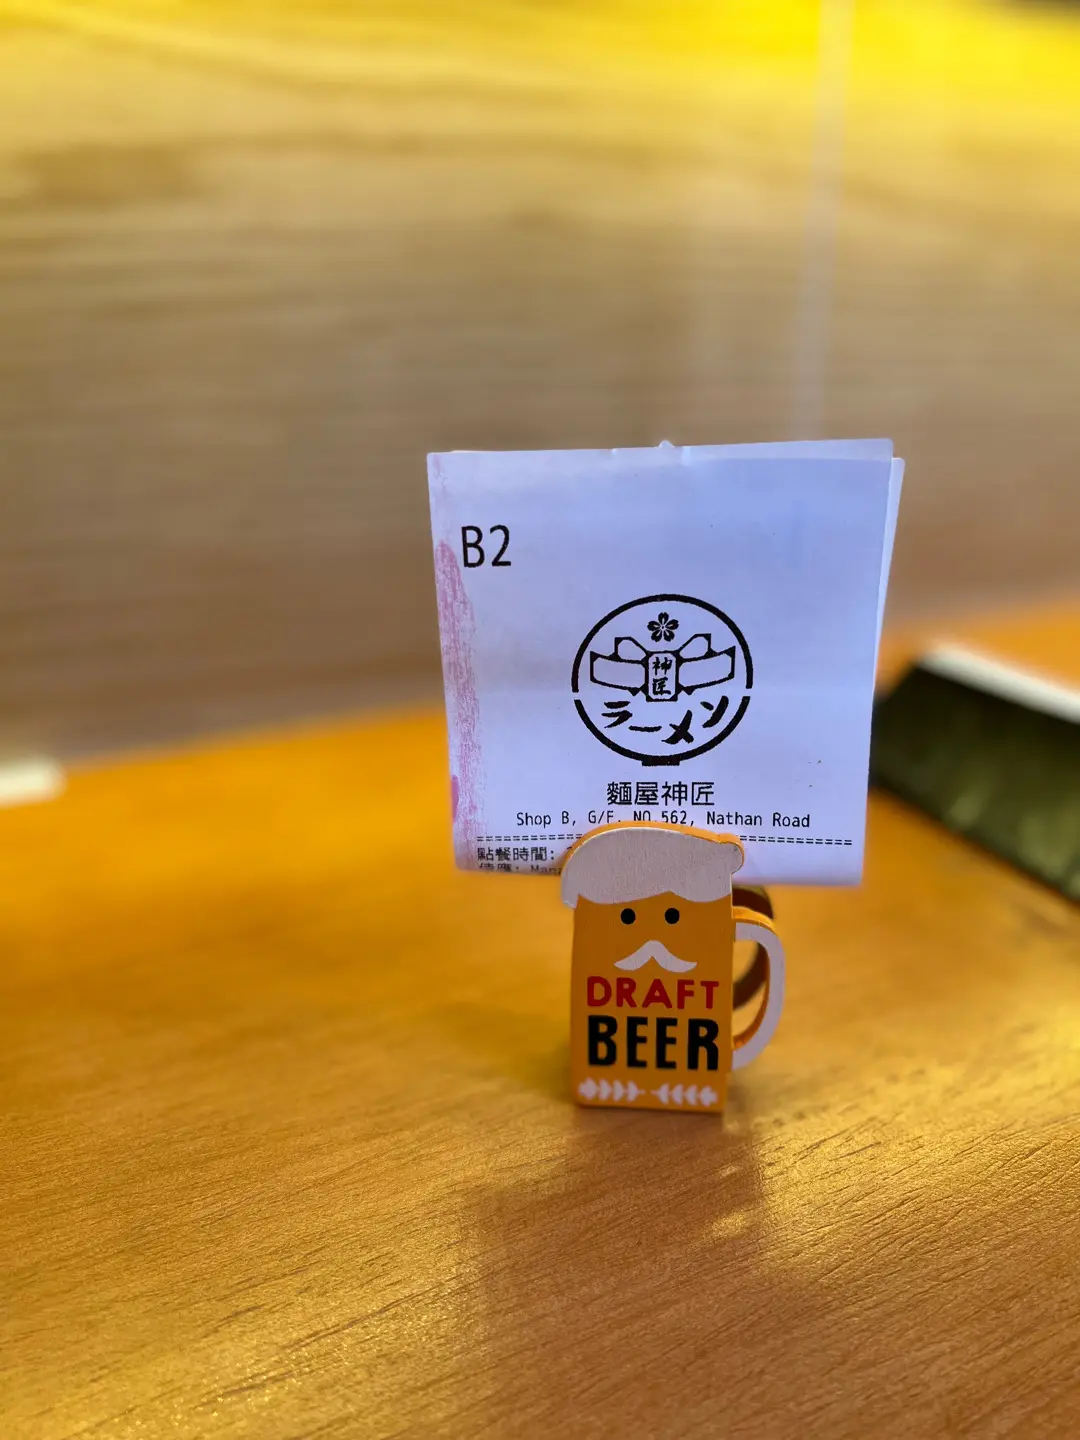 B2
神
匠
ラーメン
麵屋神匠
Shop B, G/F, NO.562, Nathan Road
點餐時間:
DRAFT
BEER